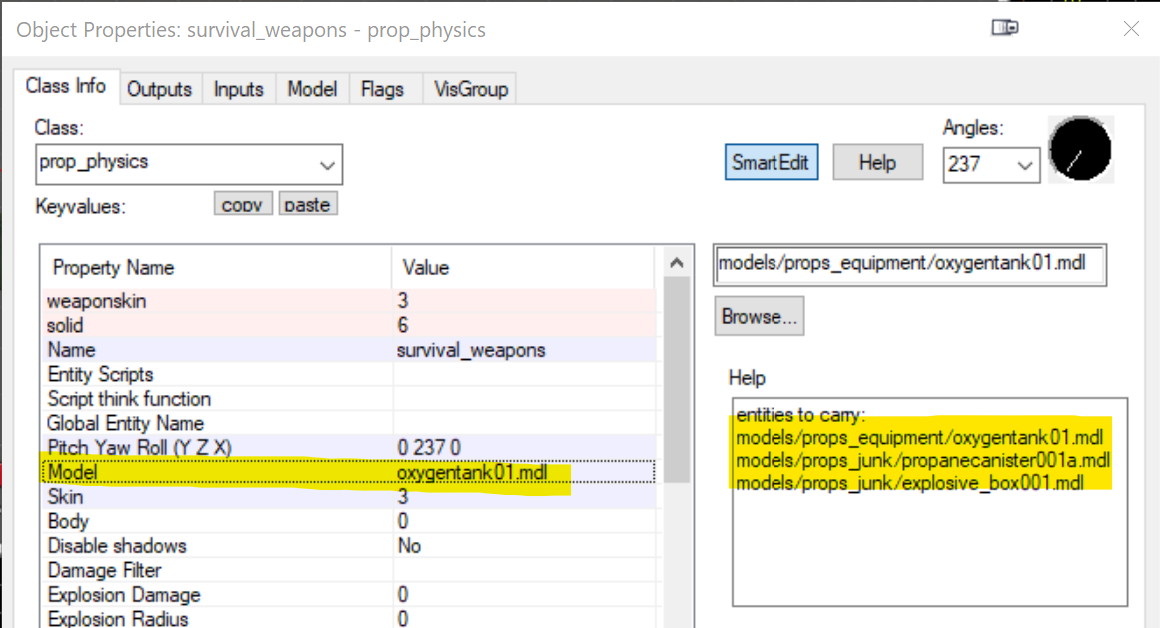 Object Properties: survival_weapons - prop_physics
Class Info Outputs Inputs Model Flags VisGroup
Class:
prop_physics
SmartEdit
Help
Angles:
237
Keyvalues:
copy
paste
Property Name Value
weaponskin 3
solid 6
Name survival_weapons
Entity Scripts
Script think function
Global Entity Name
Pitch Yaw Roll (Y Z X) 0 237 0
Model oxygentank01.mdl
Skin 3
Body 0
Disable shadows No
Damage Filter
Explosion Damage 0
Explosion Radius 0
models/props_equipment/oxygentank01.mdl
Browse...
Help
entities to carry:
models/props_equipment/oxygentank01.mdl
models/props_junk/propanecanister001a.mdl
models/props_junk/explosive_box001.mdl